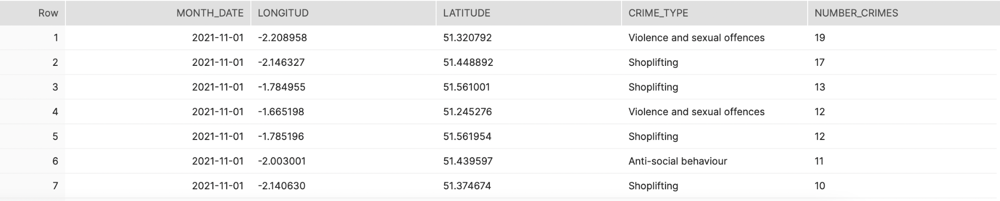 Row MONTH_DATE LONGITUD LATITUDE CRIME_TYPE NUMBER_CRIMES
1 2021-11-01 -2.208958 51.320792 Violence and sexual offences 19
2 2021-11-01 -2.146327 51.448892 Shoplifting 17
3 2021-11-01 -1.784955 51.561001 Shoplifting 13
4 2021-11-01 -1.665198 51.245276 Violence and sexual offences 12
5 2021-11-01 -1.785196 51.561954 Shoplifting 12
6 2021-11-01 -2.003001 51.439597 Anti-social behaviour 11
7 2021-11-01 -2.140630 51.374674 Shoplifting 10